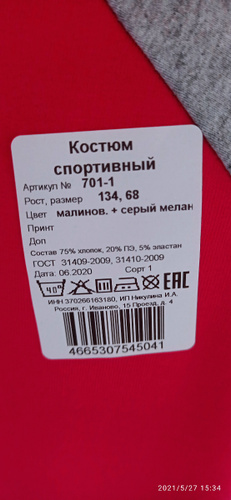 Костюм
спортивный
Артикул № 701-1
Рост, размер 134, 68
Цвет малинов. + серый мелан
Принт
Доп
Состав 75% хлопок, 20% ПЭ, 5% эластан
ГОСТ 31409-2009, 31410-2009
Дата: 06.2020 Сорт 1
40° EAC
ИНН 370266163180, ИП Никулина И.А.
Россия, г. Иваново, 15 Проезд, д. 4
4665307545041
2021/5/27 15:34